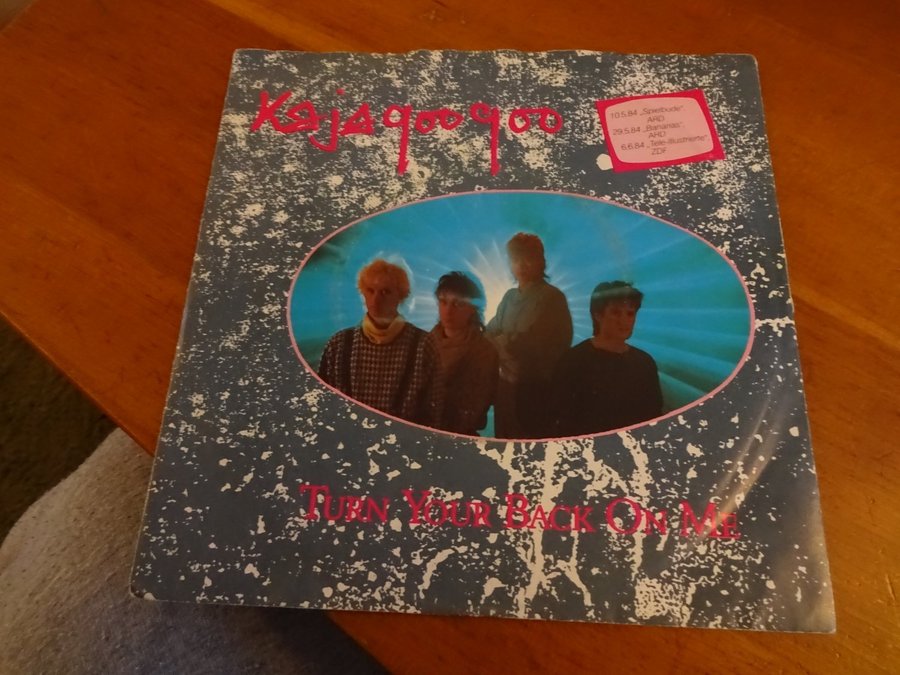 Kajagoogoo
10.5.84 „Spielbude“
ARD
29.5.84 „Bananas“
ARD
6.6.84 „Tele-Illustrierte“
ZDF
Turn Your Back On Me